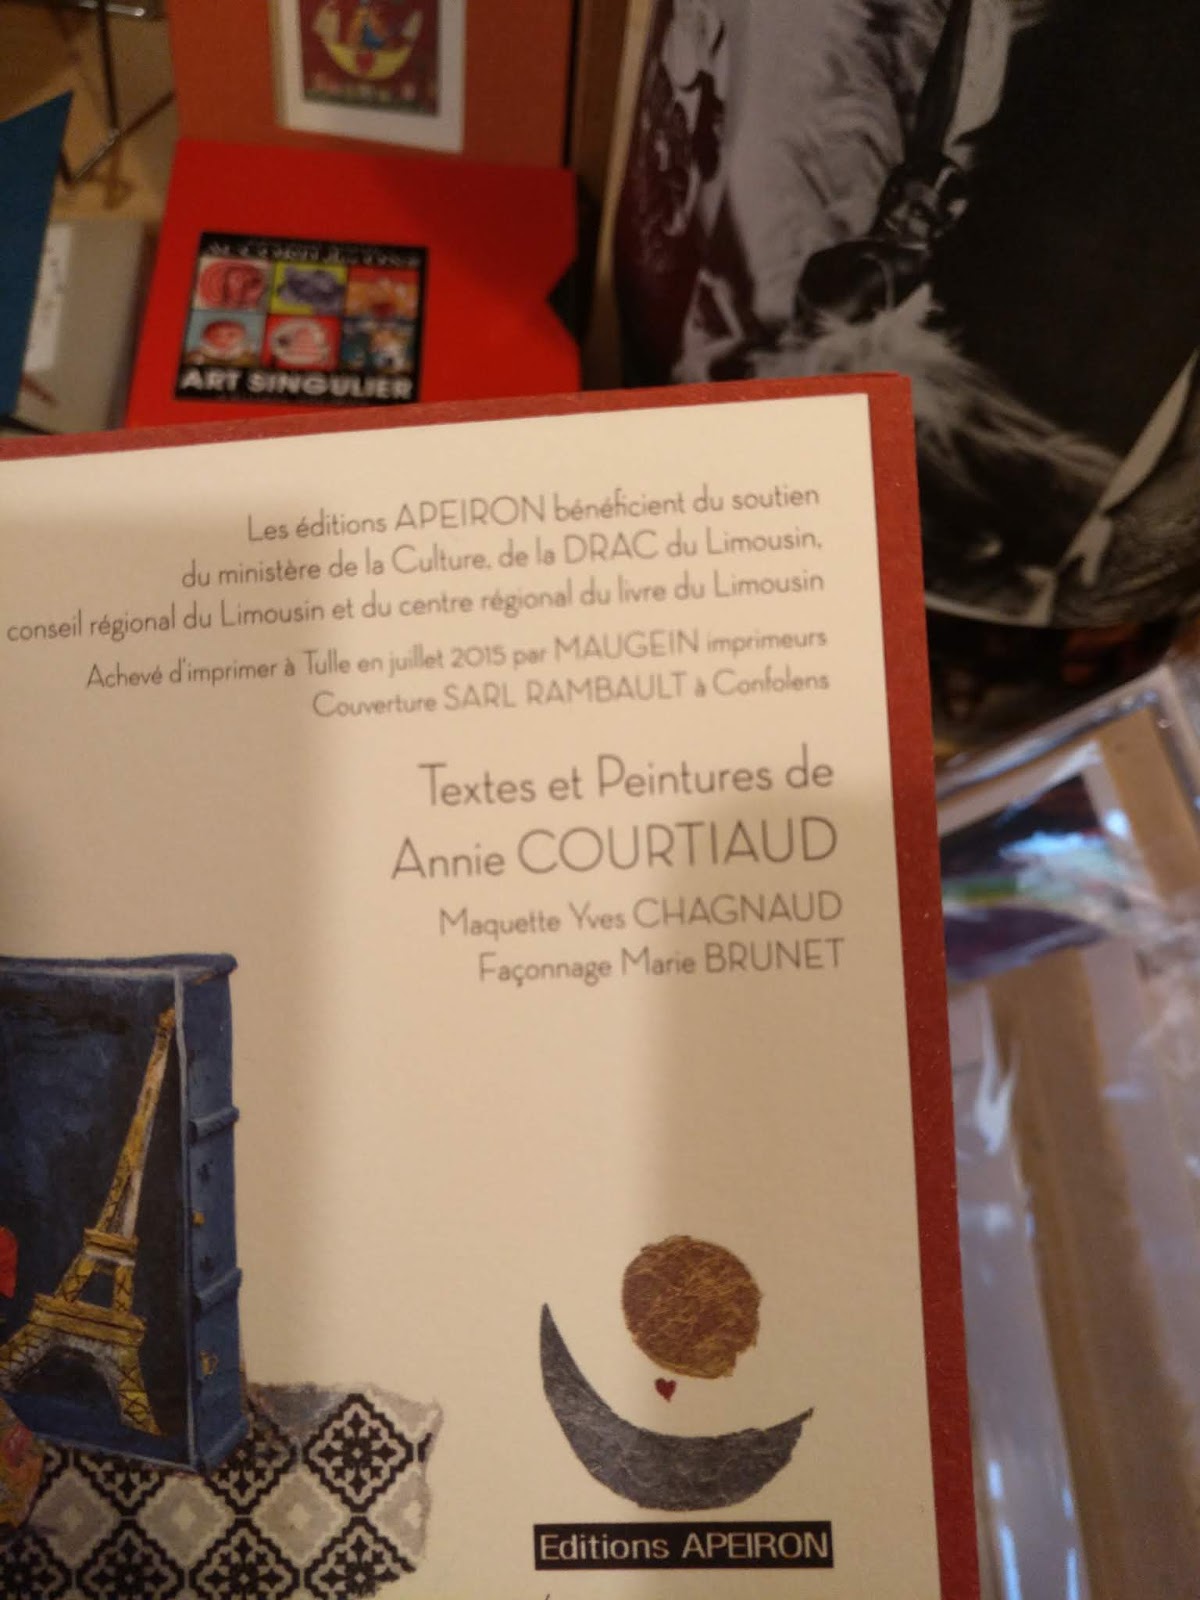 ART SINGULIER
Les éditions APEIRON bénéficient du soutien
du ministère de la Culture, de la DRAC du Limousin,
conseil régional du Limousin et du centre régional du livre du Limousin
Achevé d'imprimer à Tulle en juillet 2015 par MAUGEIN imprimeurs
Couverture SARL RAMBAULT à Confolens
Textes et Peintures de
Annie COURTIAUD
Maquette Yves CHAGNAUD
Façonnage Marie BRUNET
Editions APEIRON